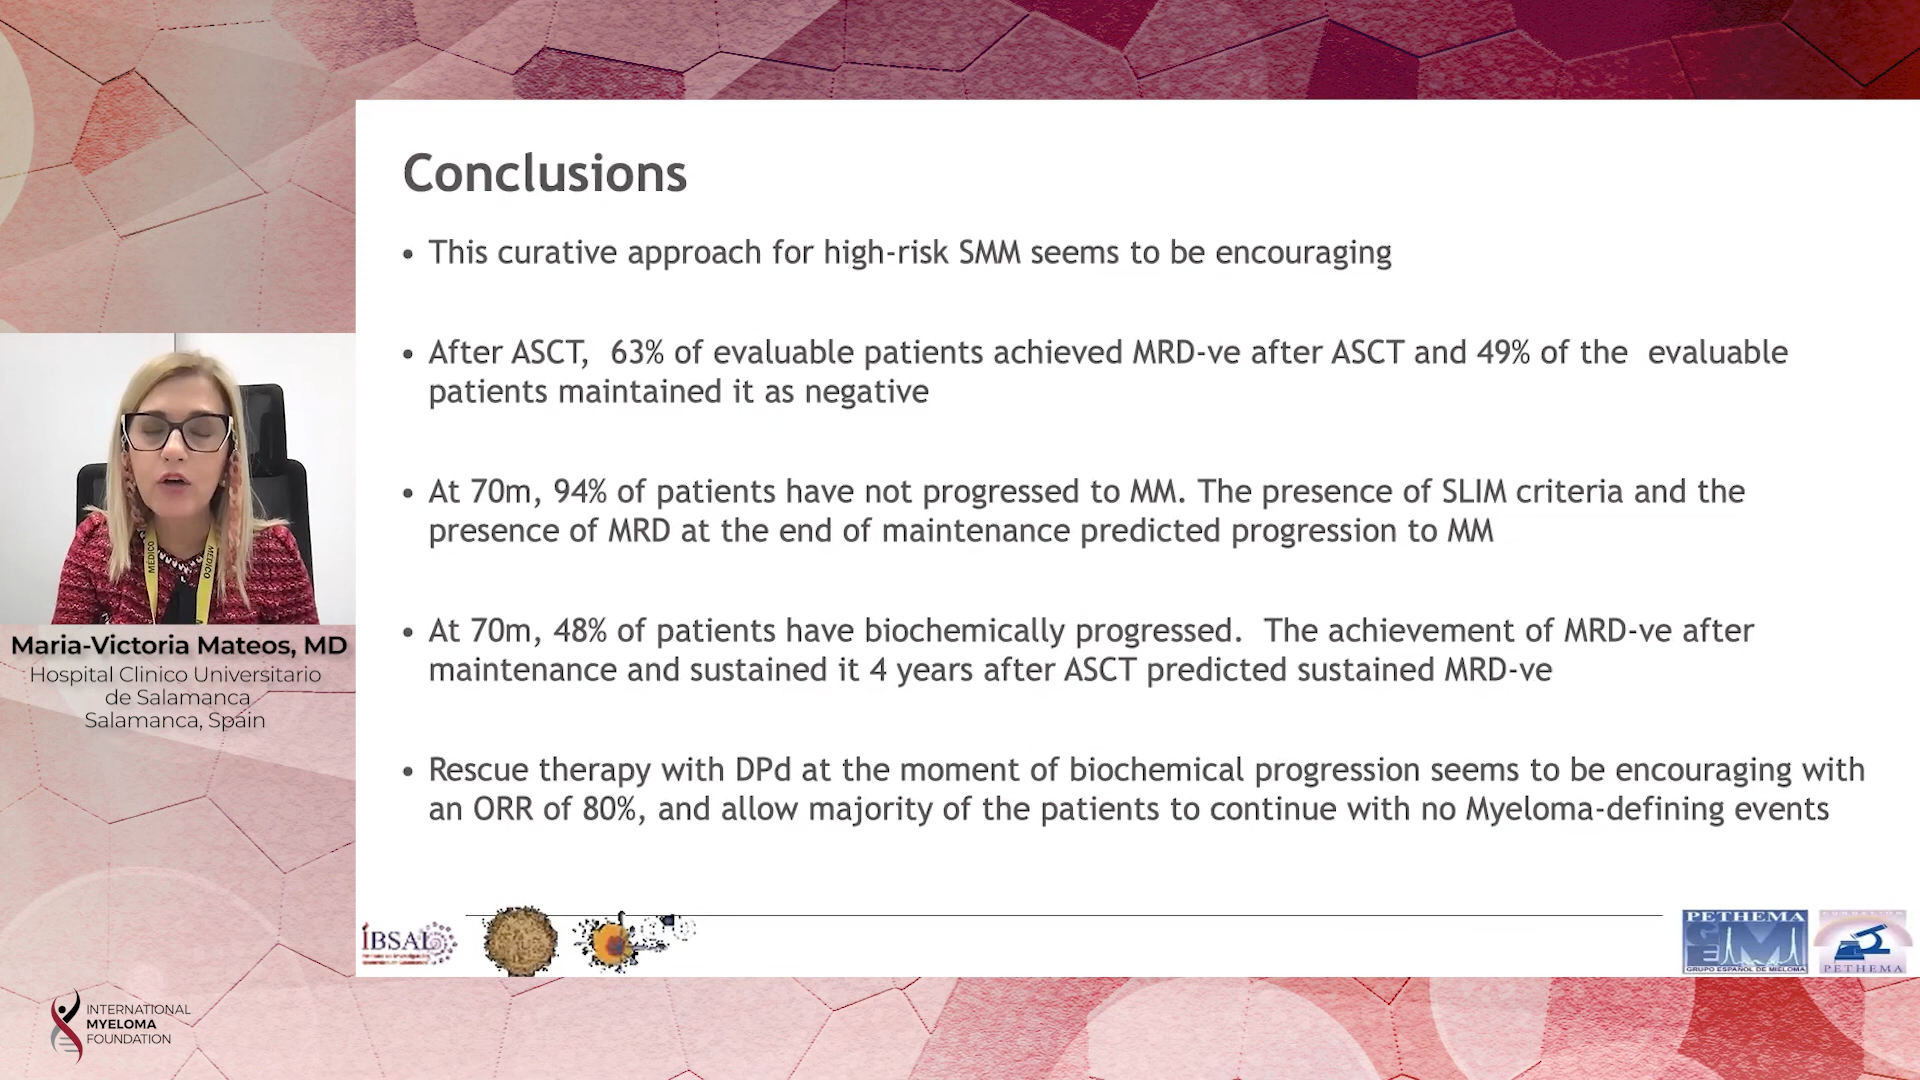 Conclusions
• This curative approach for high-risk SMM seems to be encouraging
• After ASCT, 63% of evaluable patients achieved MRD-ve after ASCT and 49% of the evaluable
patients maintained it as negative
• At 70m, 94% of patients have not progressed to MM. The presence of SLIM criteria and the
presence of MRD at the end of maintenance predicted progression to MM
• At 70m, 48% of patients have biochemically progressed. The achievement of MRD-ve after
maintenance and sustained it 4 years after ASCT predicted sustained MRD-ve
• Rescue therapy with DPd at the moment of biochemical progression seems to be encouraging with
an ORR of 80%, and allow majority of the patients to continue with no Myeloma-defining events
MEDICO
MEDICO
Maria-Victoria Mateos, MD
Hospital Clinico Universitario
de Salamanca
Salamanca, Spain
IBSAL
PETHEMA
GEM
GRUPO ESPAÑOL DE MIELOMA
PETHEMA
INTERNATIONAL
MYELOMA
FOUNDATION